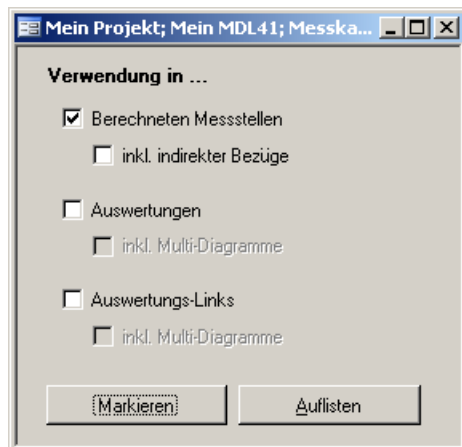 Mein Projekt; Mein MDL41; Messka...
Verwendung in ...
Berechneten Messstellen
inkl. indirekter Bezüge
Auswertungen
inkl. Multi-Diagramme
Auswertungs-Links
inkl. Multi-Diagramme
Markieren Auflisten